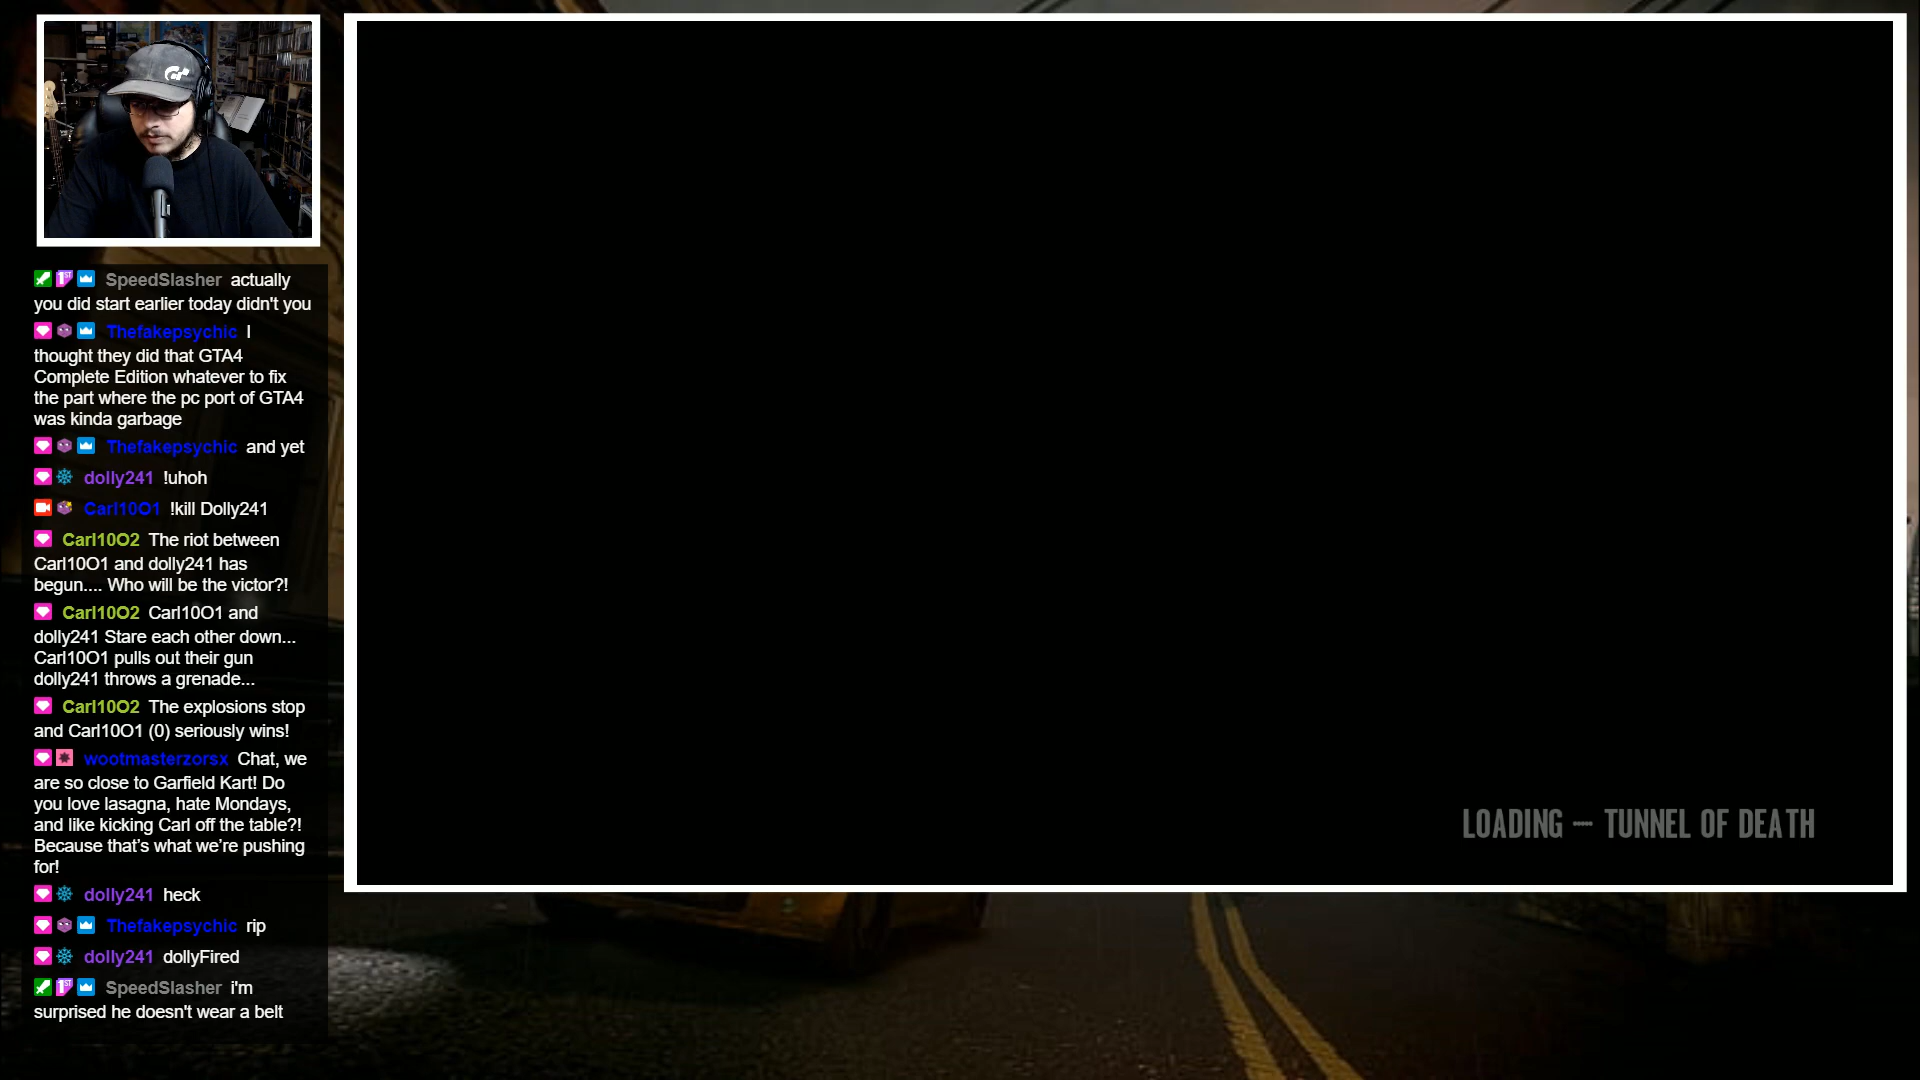 SpeedSlasher actually
you did start earlier today didn't you
Thefakepsychic I
thought they did that GTA4
Complete Edition whatever to fix
the part where the pc port of GTA4
was kinda garbage
Thefakepsychic and yet
dolly241 !uhoh
Carl10O1 !kill Dolly241
Carl10O2 The riot between
Carl10O1 and dolly241 has
begun.... Who will be the victor?!
Carl10O2 Carl10O1 and
dolly241 Stare each other down...
Carl10O1 pulls out their gun
dolly241 throws a grenade...
Carl10O2 The explosions stop
and Carl10O1 (0) seriously wins!
wootmasterzorsx Chat, we
are so close to Garfield Kart! Do
you love lasagna, hate Mondays,
and like kicking Carl off the table?!
Because that's what we're pushing
for!
dolly241 heck
Thefakepsychic rip
dolly241 dollyFired
SpeedSlasher i'm
surprised he doesn't wear a belt
LOADING – TUNNEL OF DEATH